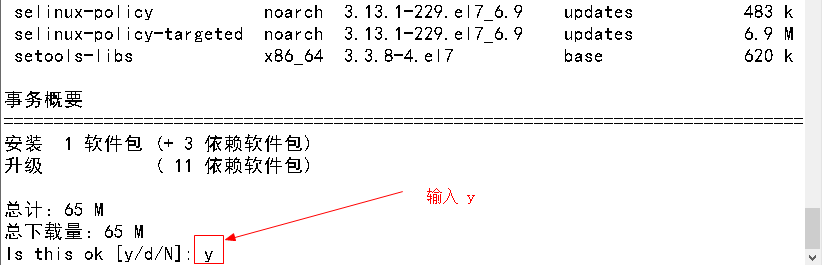 selinux-policy noarch 3.13.1-229.el7_6.9 updates 483 k
selinux-policy-targeted noarch 3.13.1-229.el7_6.9 updates 6.9 M
setools-libs x86_64 3.3.8-4.el7 base 620 k
事务概要
================================================================================
安装 1 软件包 (+ 3 依赖软件包)
升级 ( 11 依赖软件包)
输入 y
总计：65 M
总下载量：65 M
Is this ok [y/d/N]: y